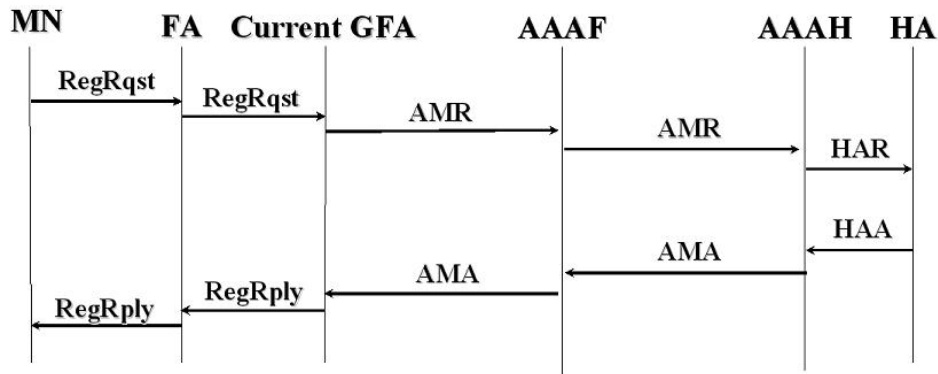 MN FA Current GFA AAAF AAAH HA
RegRqst
RegRqst
AMR
AMR
HAR
HAA
AMA
AMA
RegRply
RegRply